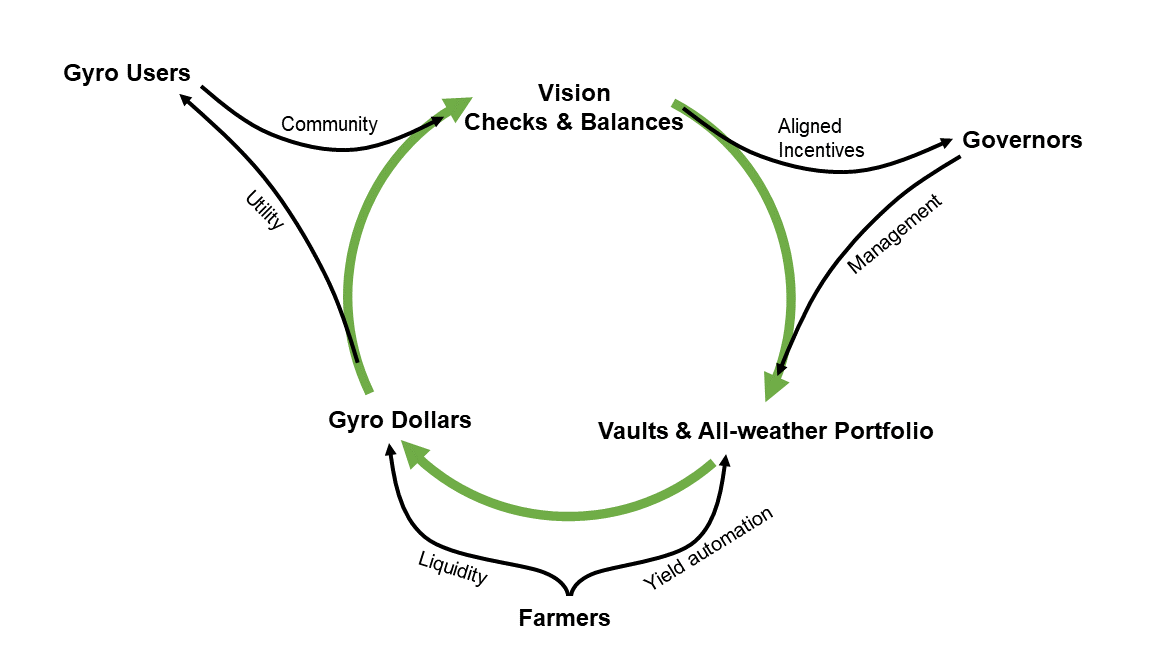 Gyro Users
Vision
Checks & Balances
Community
Aligned
Incentives
Governors
Utility
Management
Gyro Dollars
Vaults & All-weather Portfolio
Liquidity
Yield automation
Farmers